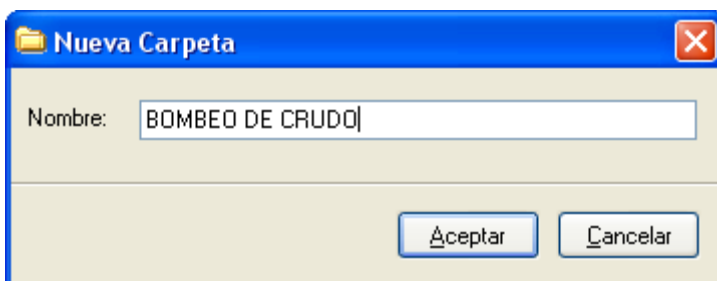 Nueva Carpeta
Nombre: BOMBEO DE CRUDO
Aceptar Cancelar